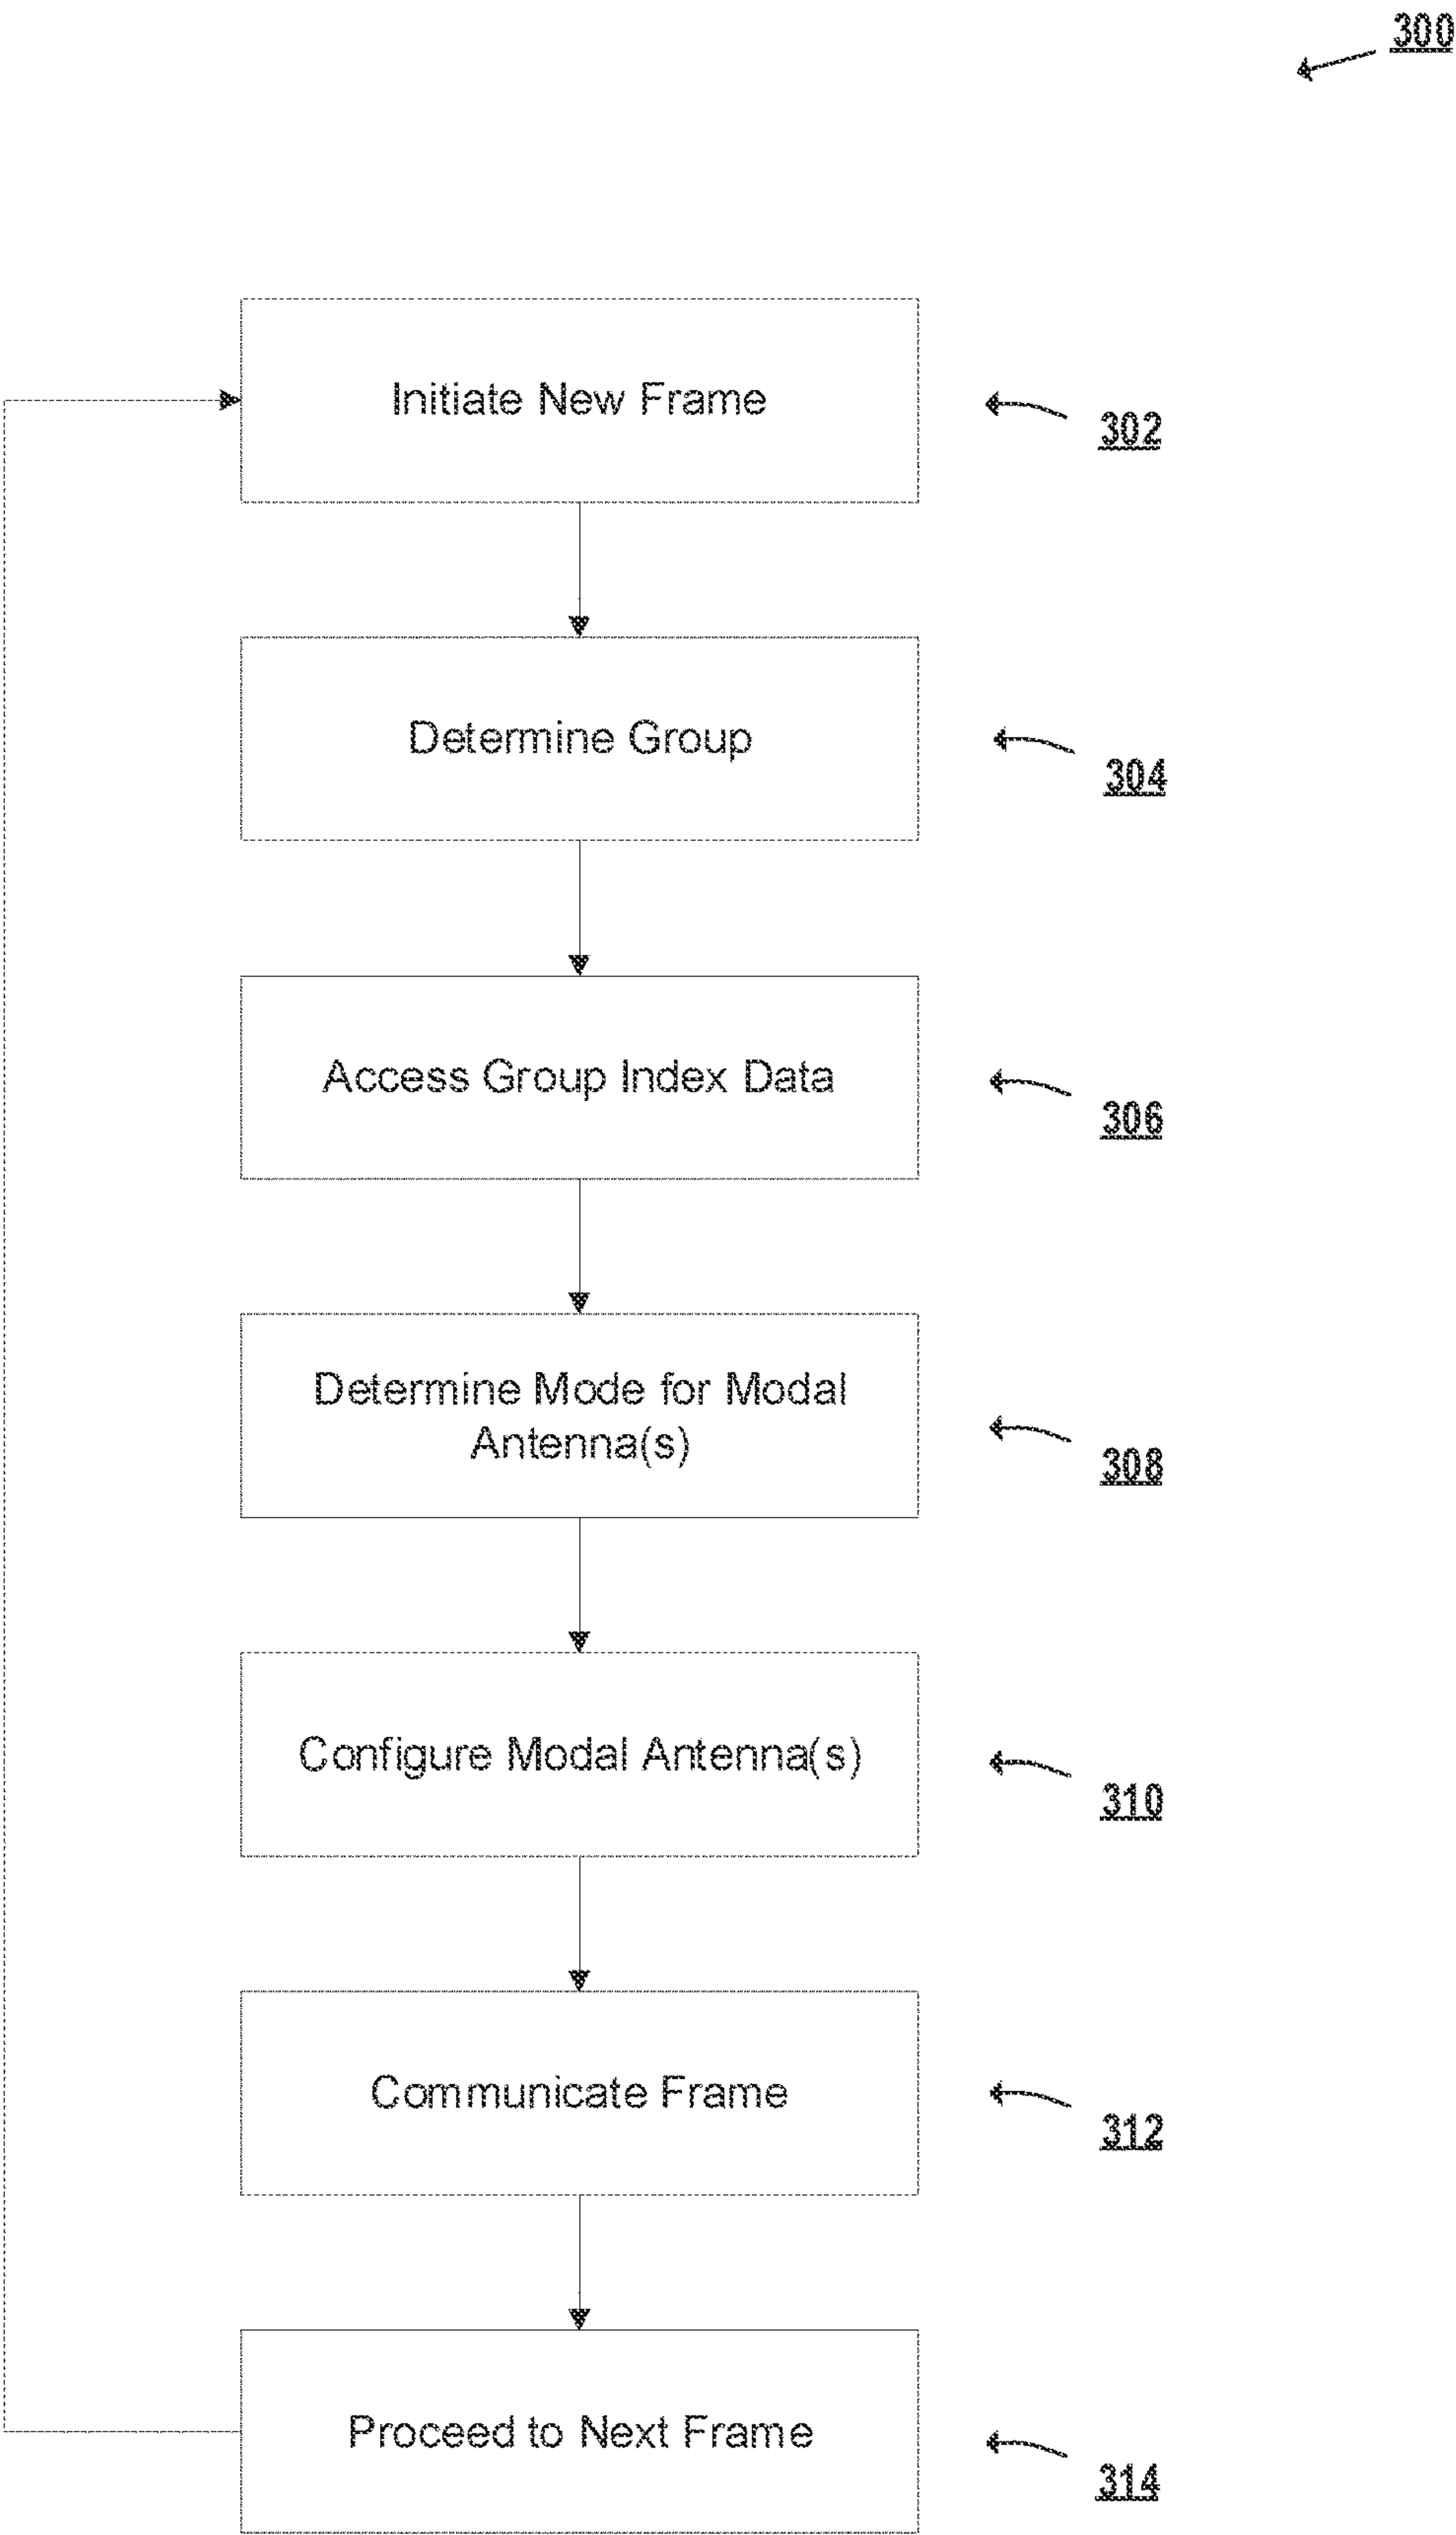 300
Initiate New Frame
302
Determine Group
304
Access Group Index Data
306
Determine Mode for Modal
Antenna(s)
308
Configure Modal Antenna(s)
310
Communicate Frame
312
Proceed to Next Frame
314